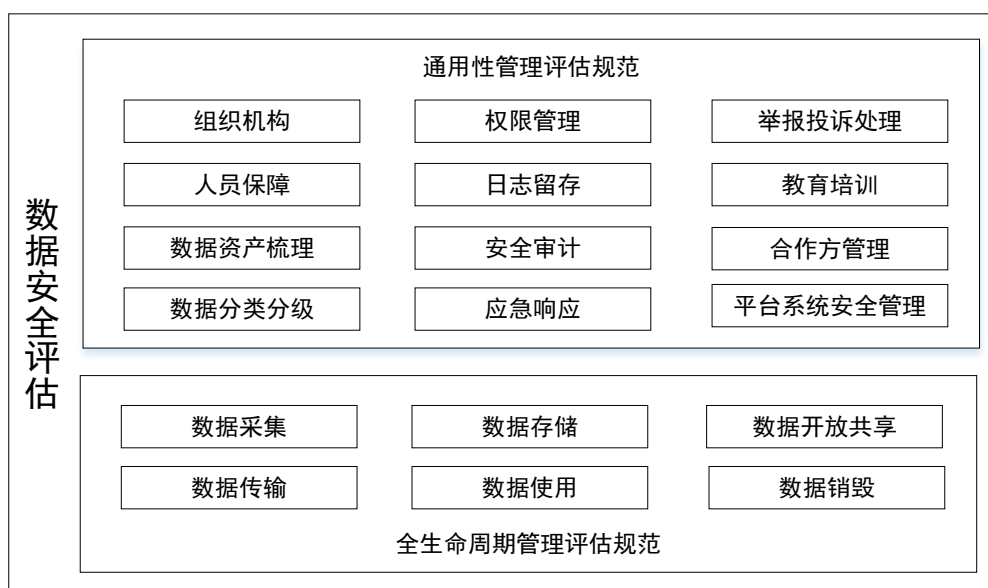 数据安全评估
通用性管理评估规范
组织机构
权限管理
举报投诉处理
人员保障
日志留存
教育培训
数据资产梳理
安全审计
合作方管理
数据分类分级
应急响应
平台系统安全管理
数据采集
数据存储
数据开放共享
数据传输
数据使用
数据销毁
全生命周期管理评估规范